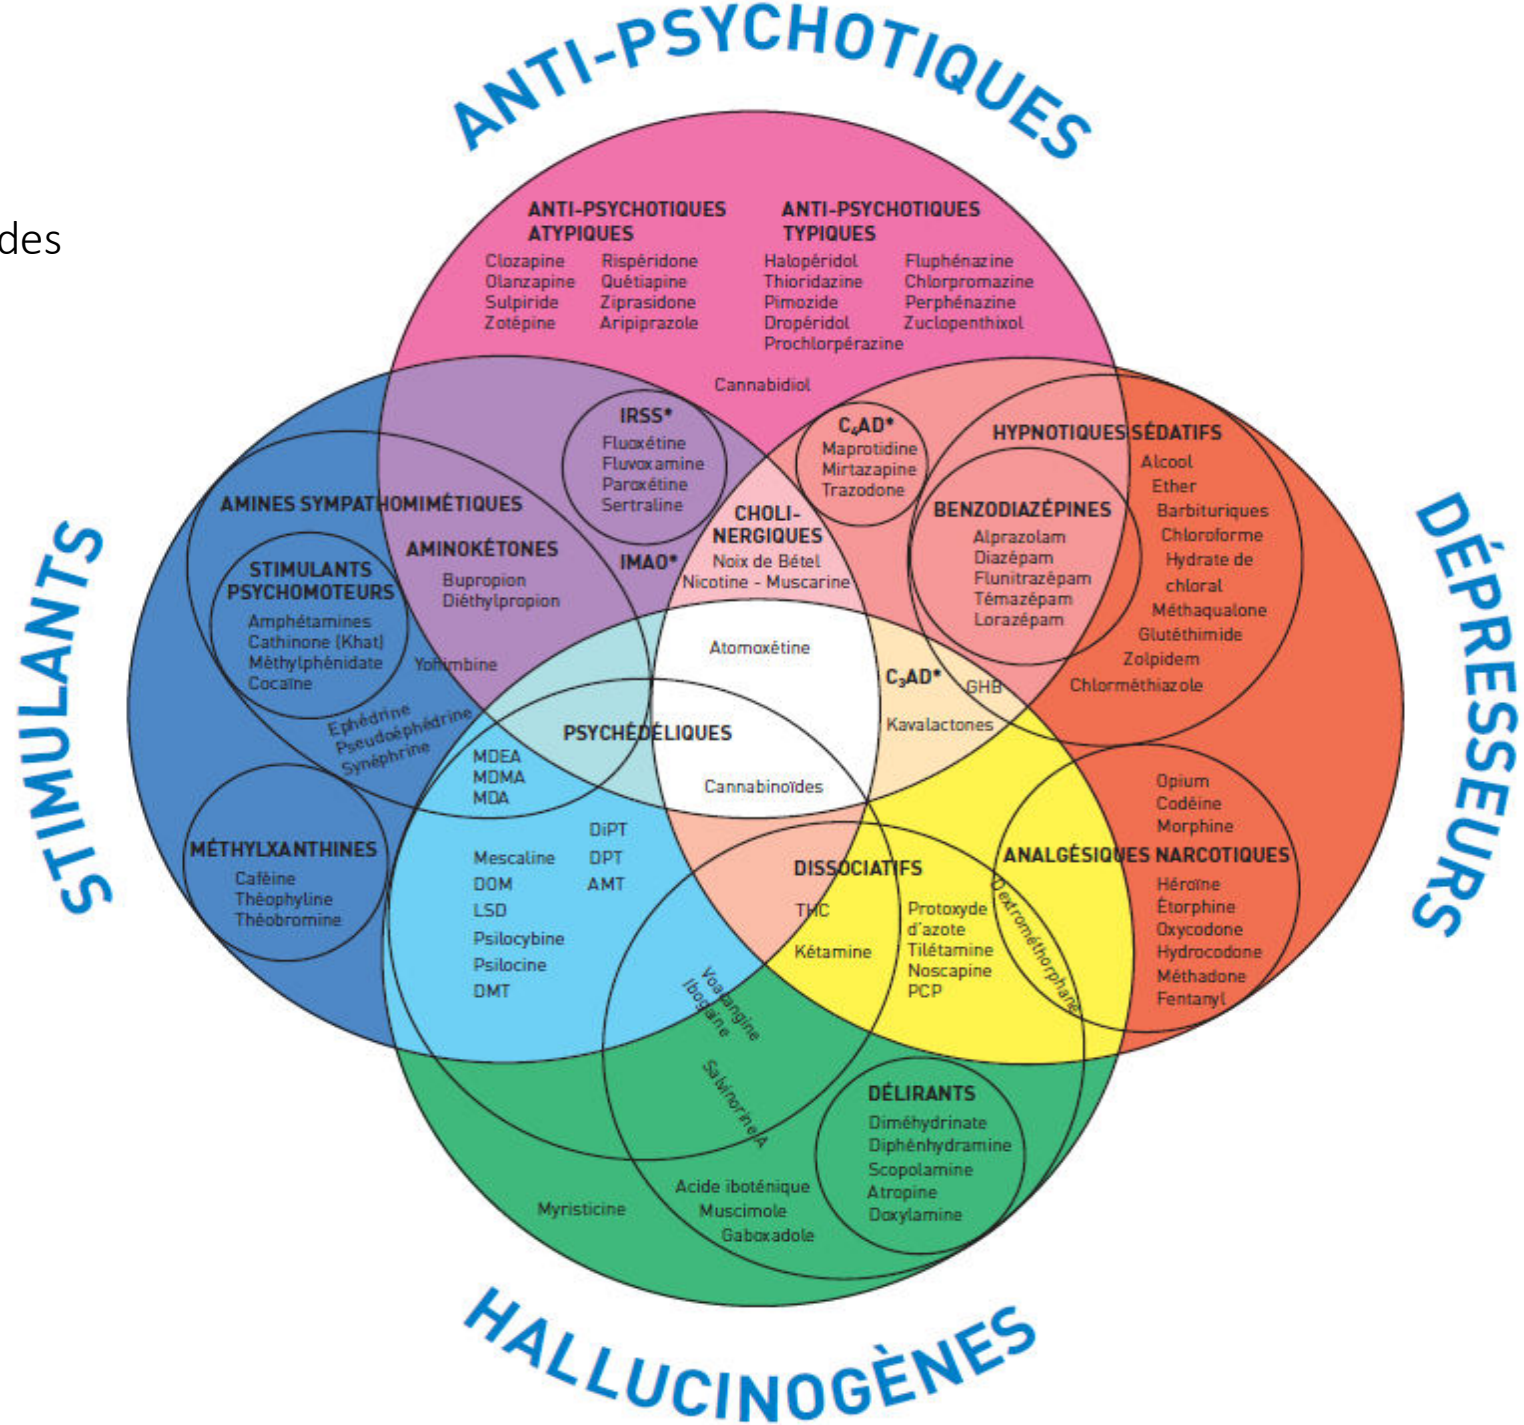 ANTI-PSYCHOTIQUES
des
ANTI-PSYCHOTIQUES
ATYPIQUES
Clozapine
Olanzapine
Sulpiride
Zotépine
Rispéridone
Quétiapine
Ziprasidone
Aripiprazole
ANTI-PSYCHOTIQUES
TYPIQUES
Halopéridol
Thioridazine
Pimozide
Dropéridol
Prochlorpérazine
Fluphénazine
Chlorpromazine
Perphénazine
Zuclopenthixol
Cannabidiol
IRSS*
Fluoxétine
Fluvoxamine
Paroxétine
Sertraline
C₄AD*
Maprotidine
Mirtazapine
Trazodone
HYPNOTIQUES SÉDATIFS
Alcool
Ether
Barbituriques
Chloroforme
Hydrate de
chloral
Méthaqualone
Glutéthimide
Zolpidem
Chlorméthiazole
BENZODIAZÉPINES
Alprazolam
Diazépam
Flunitrazépam
Témazépam
Lorazépam
STIMULANTS
AMINES SYMPATHOMIMÉTIQUES
AMINOKÉTONES
Bupropion
Diéthylpropion
IMAO*
CHOLI-
NERGIQUES
Noix de Bétel
Nicotine - Muscarine
STIMULANTS
PSYCHOMOTEURS
Amphétamines
Cathinone (Khat)
Méthylphénidate
Cocaïne
Yohimbine
Ephédrine
Pseudoéphédrine
Synéphrine
Atomoxétine
C₃AD*
GHB
Kavalactones
PSYCHÉDÉLIQUES
MDEA
MDMA
MDA
Cannabinoïdes
DÉPRESSEURS
MÉTHYLXANTHINES
Caféine
Théophyline
Théobromine
DiPT
DPT
AMT
Mescaline
DOM
LSD
Psilocybine
Psilocine
DMT
DISSOCIATIFS
THC
Kétamine
Protoxyde
d'azote
Tilétamine
Noscapine
PCP
Dextrométhorphane
Opium
Codéine
Morphine
ANALGÉSIQUES NARCOTIQUES
Héroïne
Étorphine
Oxycodone
Hydrocodone
Méthadone
Fentanyl
Voacangine
Ibogaïne
Salvinorine A
DÉLIRANTS
Diméhydrinate
Diphénhydramine
Scopolamine
Atropine
Doxylamine
Myristicine
Acide iboténique
Muscimole
Gaboxadole
HALLUCINOGÈNES